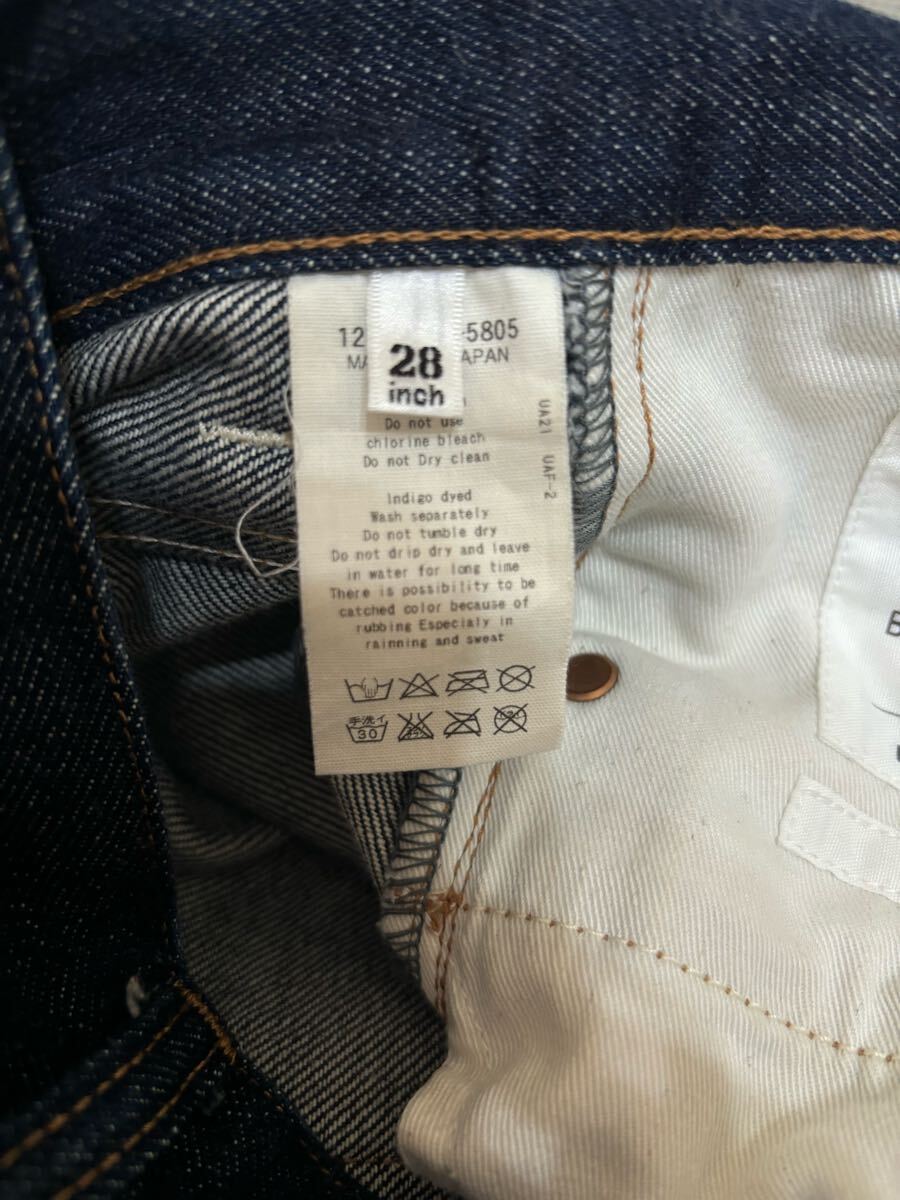 12 5805
MA APAN
28
inch
Do not use
chlorine bleach
Do not Dry clean
Indigo dyed
Wash separately
Do not tumble dry
Do not drip dry and leave
in water for long time
There is possibility to be
catched color because of
rubbing Especialy in
rainning and sweat
手洗イ
30
UA21 UAF-2
B